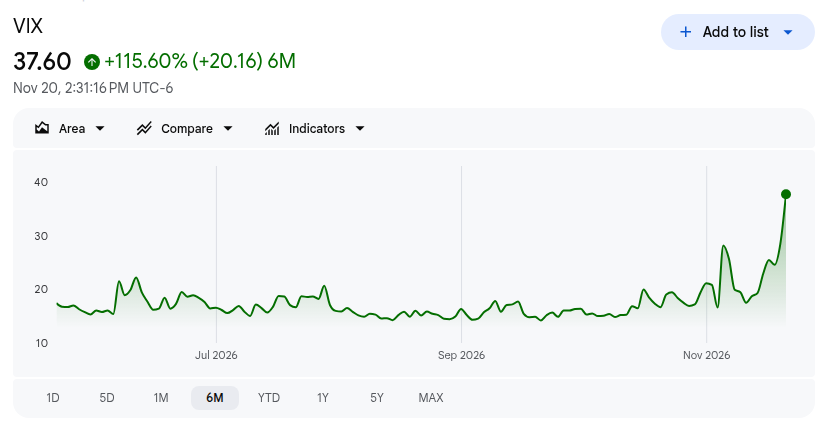 VIX
Add to list
37.60 +115.60% (+20.16) 6M
Nov 20, 2:31:16 PM UTC-6
Area Compare Indicators
40
30
20
10
Jul 2026 Sep 2026 Nov 2026
1D 5D 1M 6M YTD 1Y 5Y MAX